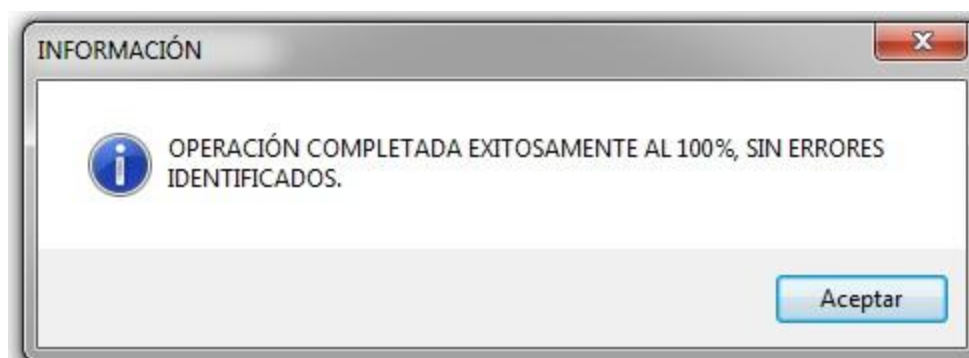 INFORMACIÓN
OPERACIÓN COMPLETADA EXITOSAMENTE AL 100%, SIN ERRORES
IDENTIFICADOS.
Aceptar